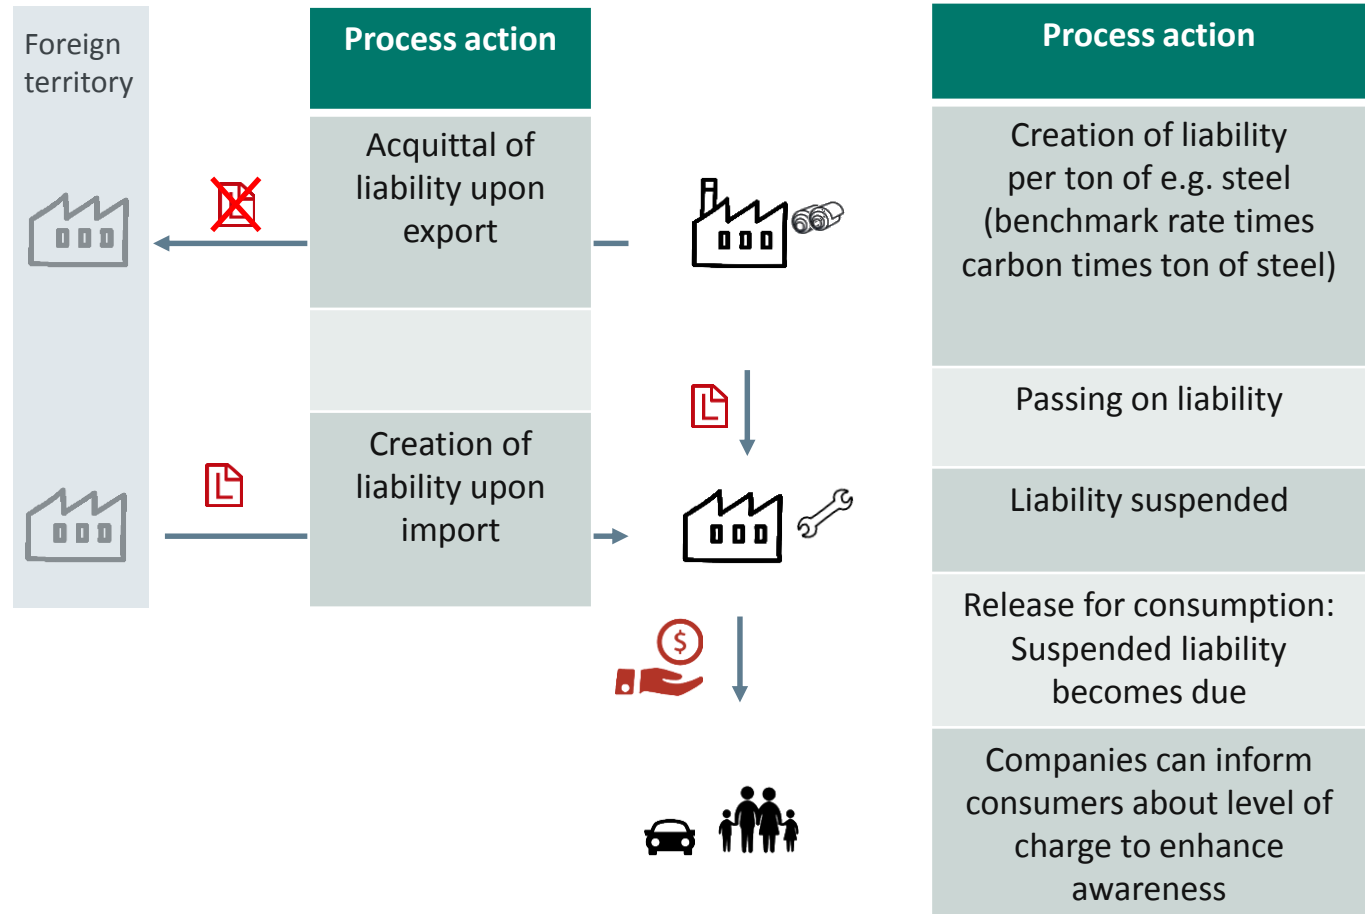 Foreign
territory
Process action
Acquittal of
liability upon
export
Creation of
liability upon
import
L
L
L
$
Process action
Creation of liability
per ton of e.g. steel
(benchmark rate times
carbon times ton of steel)
Passing on liability
Liability suspended
Release for consumption:
Suspended liability
becomes due
Companies can inform
consumers about level of
charge to enhance
awareness